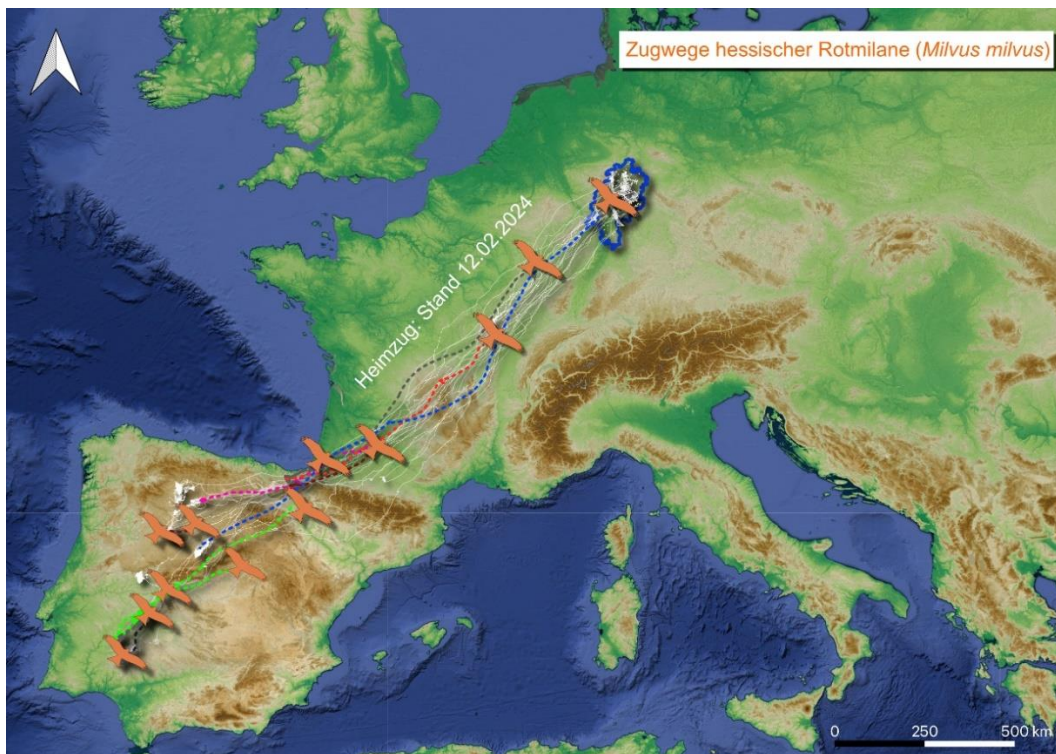 Zugwege hessischer Rotmilane (Milvus milvus)
Heimzug: Stand 12.02.2024
0 250 500 km